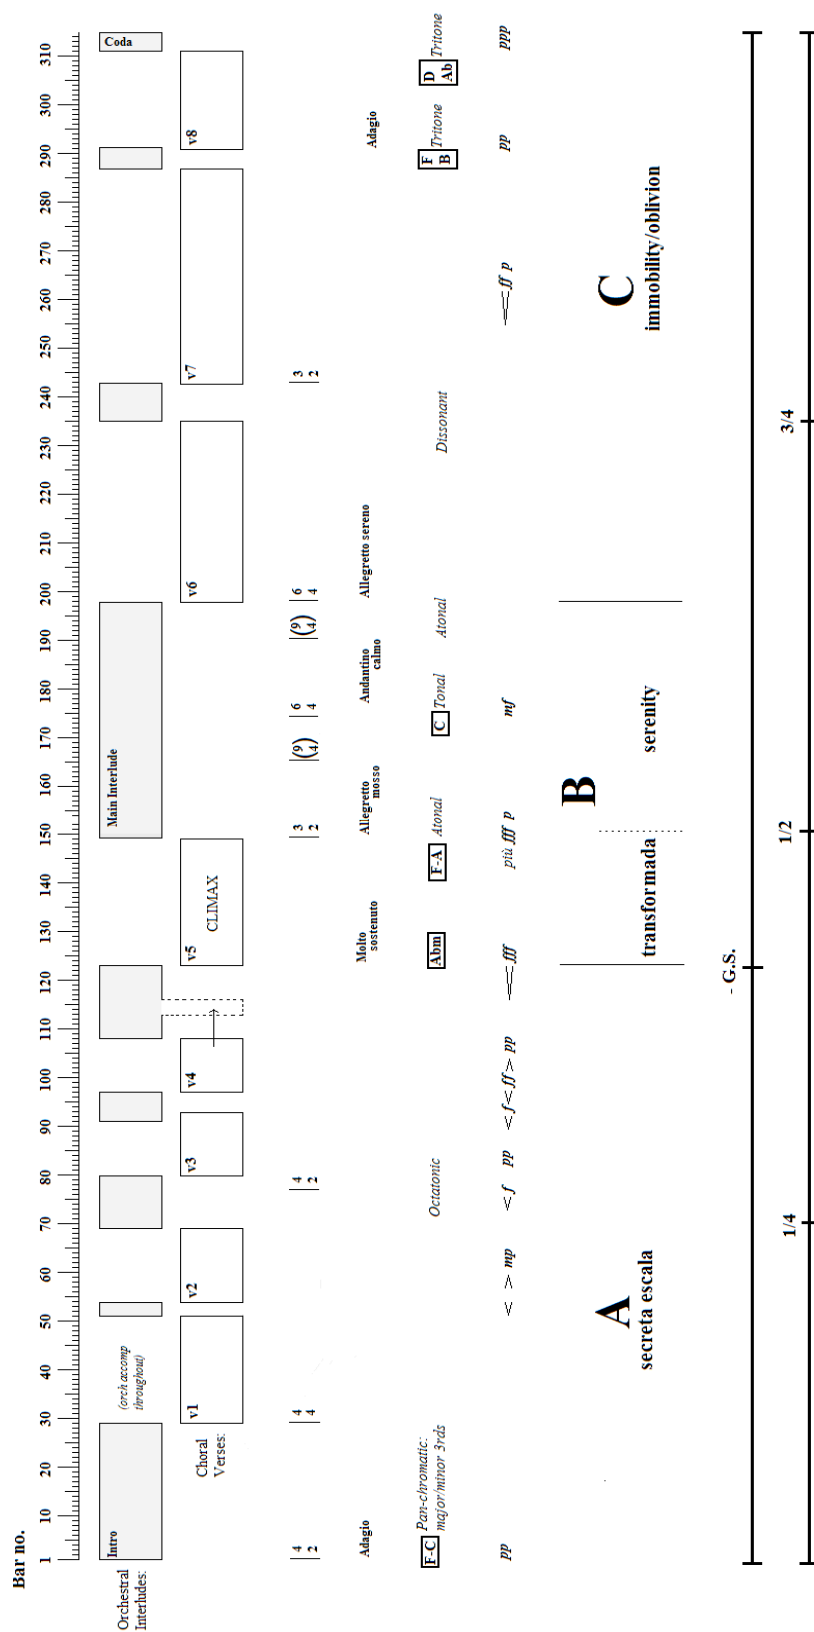 Bar no.
1 10 20 30 40 50 60 70 80 90 100 110 120 130 140 150 160 170 180 190 200 210 220 230 240 250 260 270 280 290 300 310
Orchestral
Interludes:
Intro
(orch accomp
throughout)
Main Interlude
Coda
Choral
Verses:
v1 v2 v3 v4 v5 v6 v7 v8
CLIMAX
4 4 4 3 (9 6 (9 6 3
2 4 2 2 4) 4 4) 4 2
Adagio
Molto
sostenuto
Allegretto
mosso
Andantino
calmo
Allegretto sereno
Adagio
F-C Pan-chromatic:
major/minor 3rds
Octatonic
Abm
F-A Atonal
C Tonal
Atonal
Dissonant
F
B Tritone
D
Ab Tritone
pp < > mp < f pp < f < ff > pp < fff più fff p mf < ff p pp ppp
A
secreta escala
B
transformada
serenity
C
immobility/oblivion
- G.S.
1/4 1/2 3/4